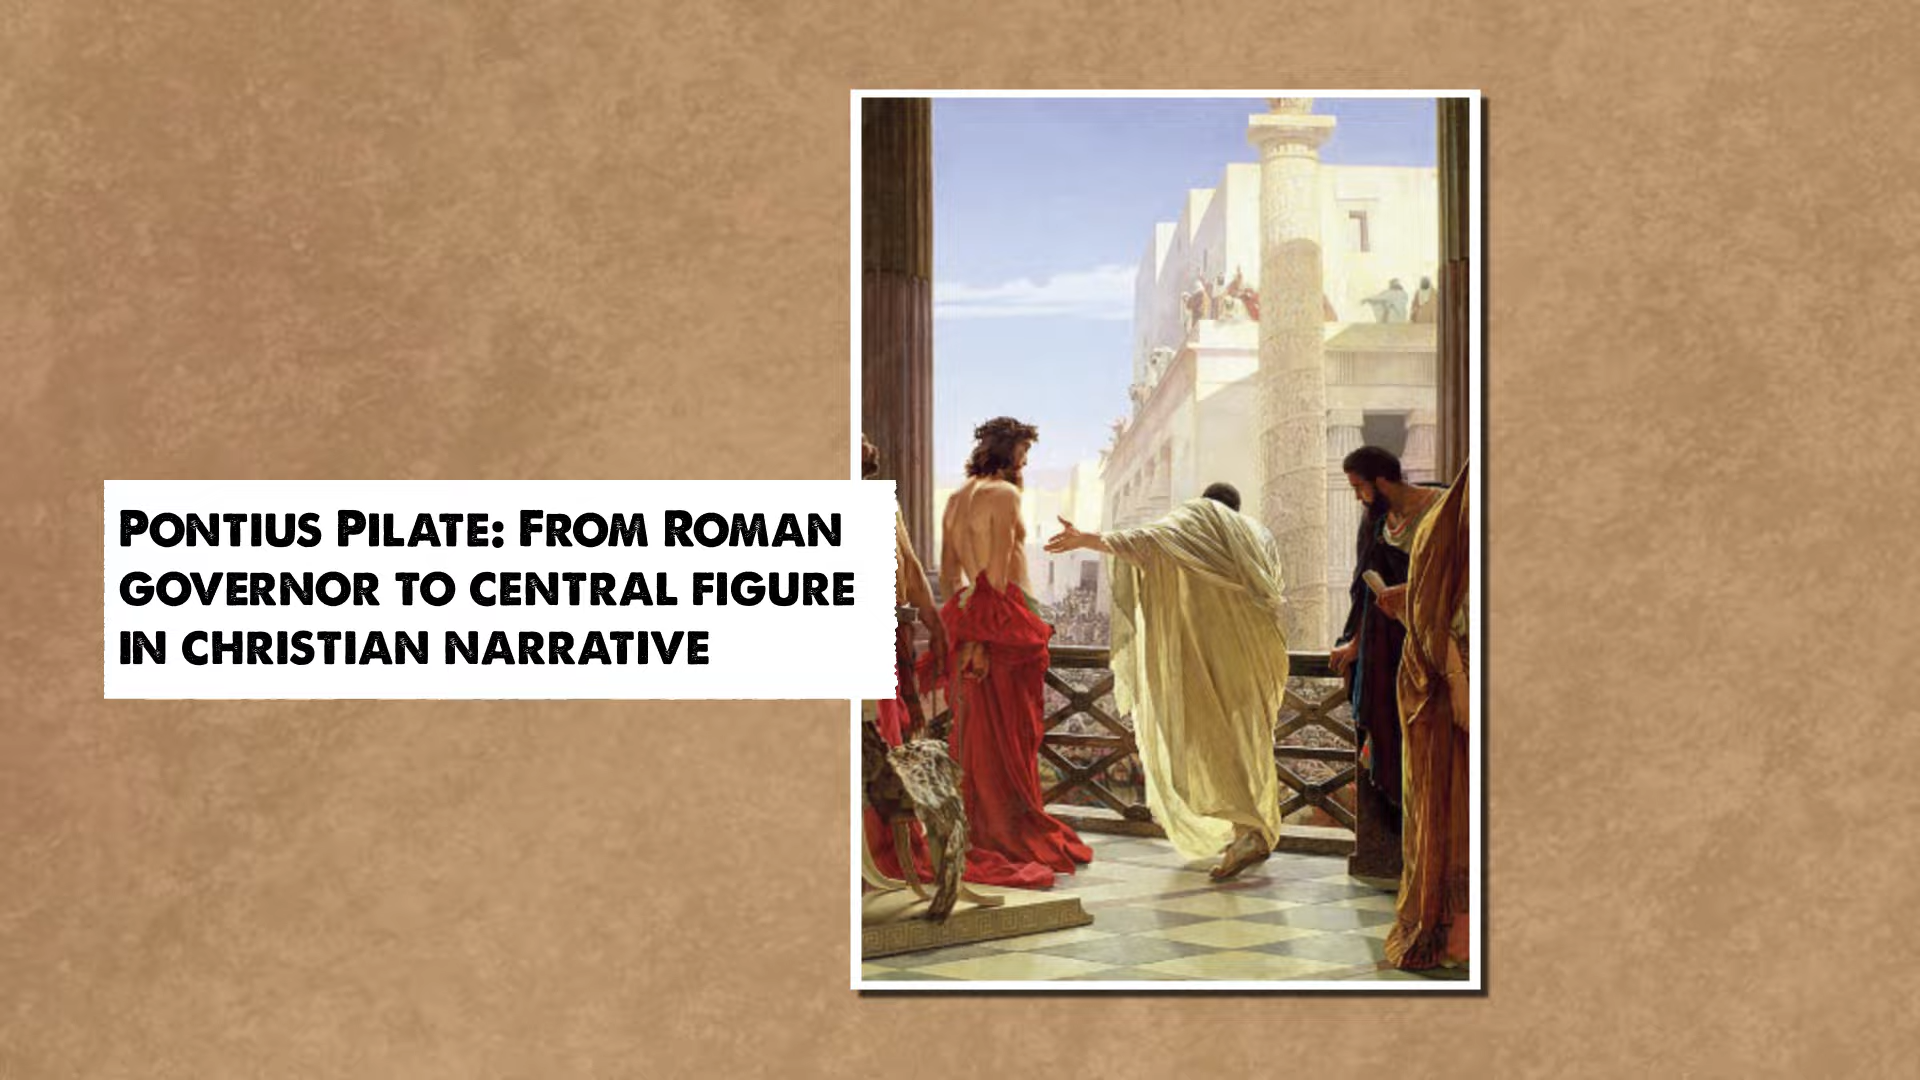 Pontius Pilate: From Roman
governor to central figure
in Christian narrative